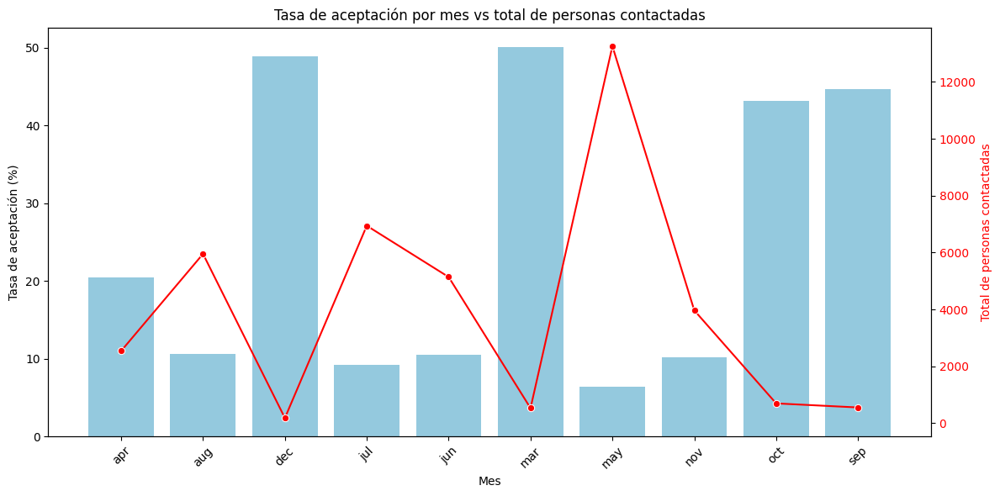 Tasa de aceptación por mes vs total de personas contactadas
Tasa de aceptación (%)
50
40
30
20
10
0
12000
10000
8000
6000
4000
2000
0
Total de personas contactadas
apr
aug
dec
jul
jun
mar
may
nov
oct
sep
Mes